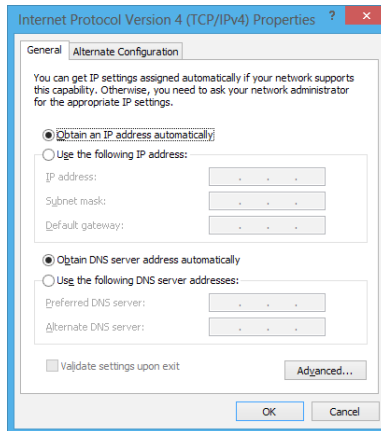 Internet Protocol Version 4 (TCP/IPv4) Properties ? ×
General Alternate Configuration
You can get IP settings assigned automatically if your network supports
this capability. Otherwise, you need to ask your network administrator
for the appropriate IP settings.
Obtain an IP address automatically
Use the following IP address:
IP address: . . .
Subnet mask: . . .
Default gateway: . . .
Obtain DNS server address automatically
Use the following DNS server addresses:
Preferred DNS server: . . .
Alternate DNS server: . . .
Validate settings upon exit
Advanced...
OK Cancel